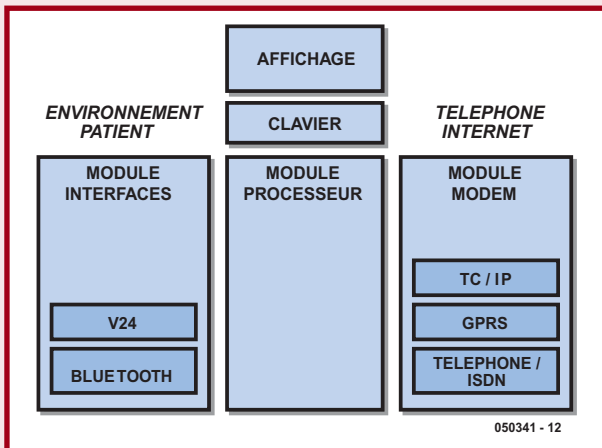 AFFICHAGE
CLAVIER
ENVIRONNEMENT
PATIENT
TELEPHONE
INTERNET
MODULE
INTERFACES
V24
BLUETOOTH
MODULE
PROCESSEUR
MODULE
MODEM
TC / IP
GPRS
TELEPHONE /
ISDN
050341 - 12